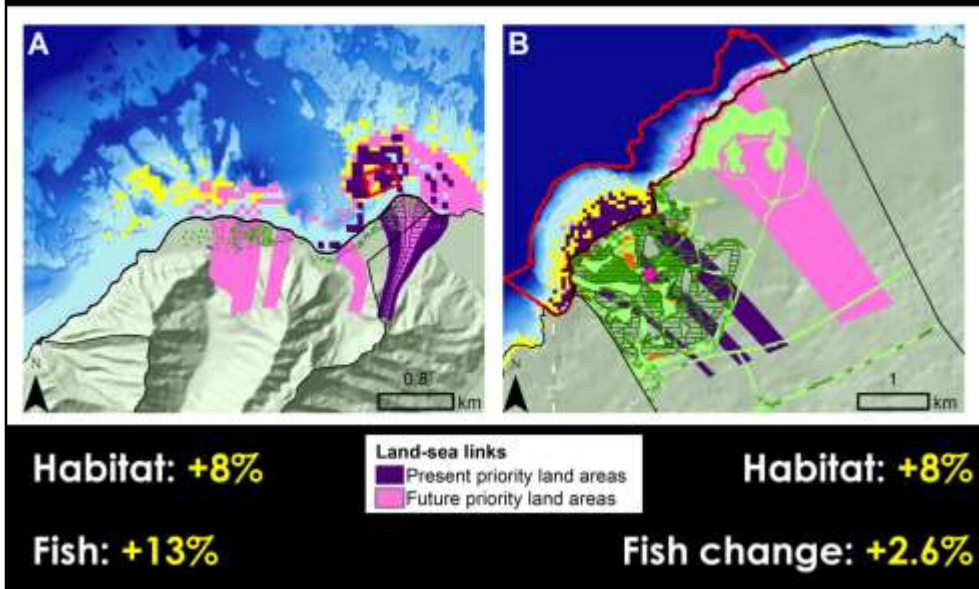 A
B
N
0.8
km
N
1
km
Habitat: +8%
Fish: +13%
Land-sea links
Present priority land areas
Future priority land areas
Habitat: +8%
Fish change: +2.6%